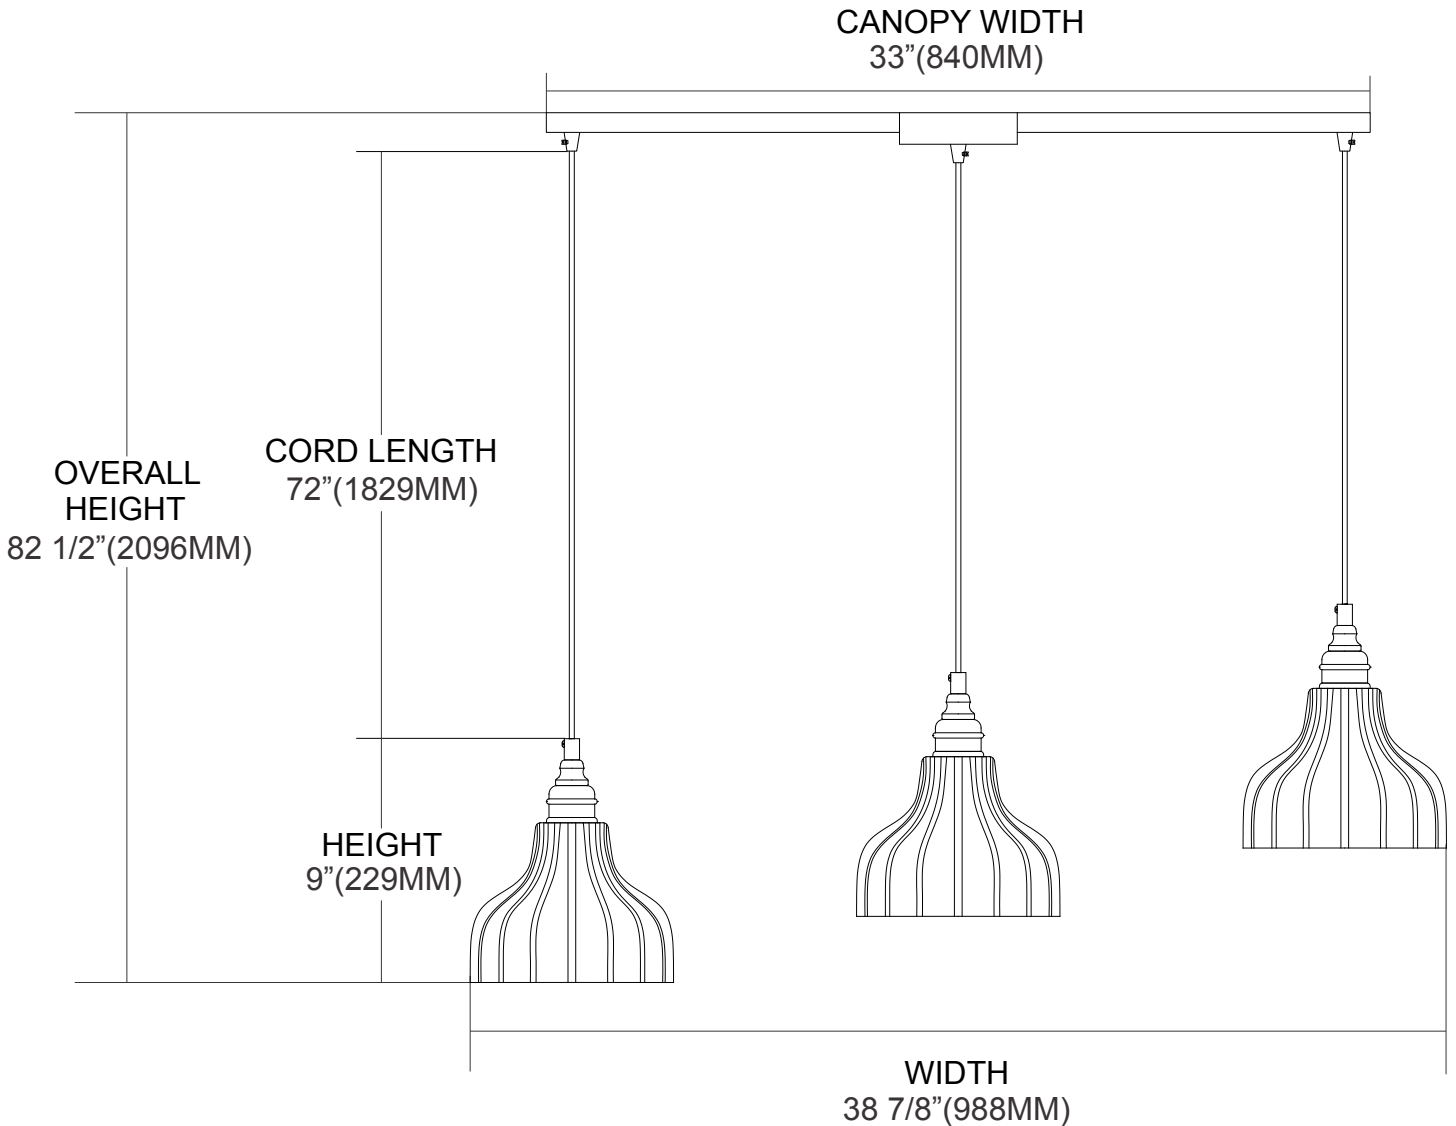 CANOPY WIDTH
33”(840MM)
OVERALL
HEIGHT
82 1/2”(2096MM)
CORD LENGTH
72”(1829MM)
HEIGHT
9”(229MM)
WIDTH
38 7/8”(988MM)